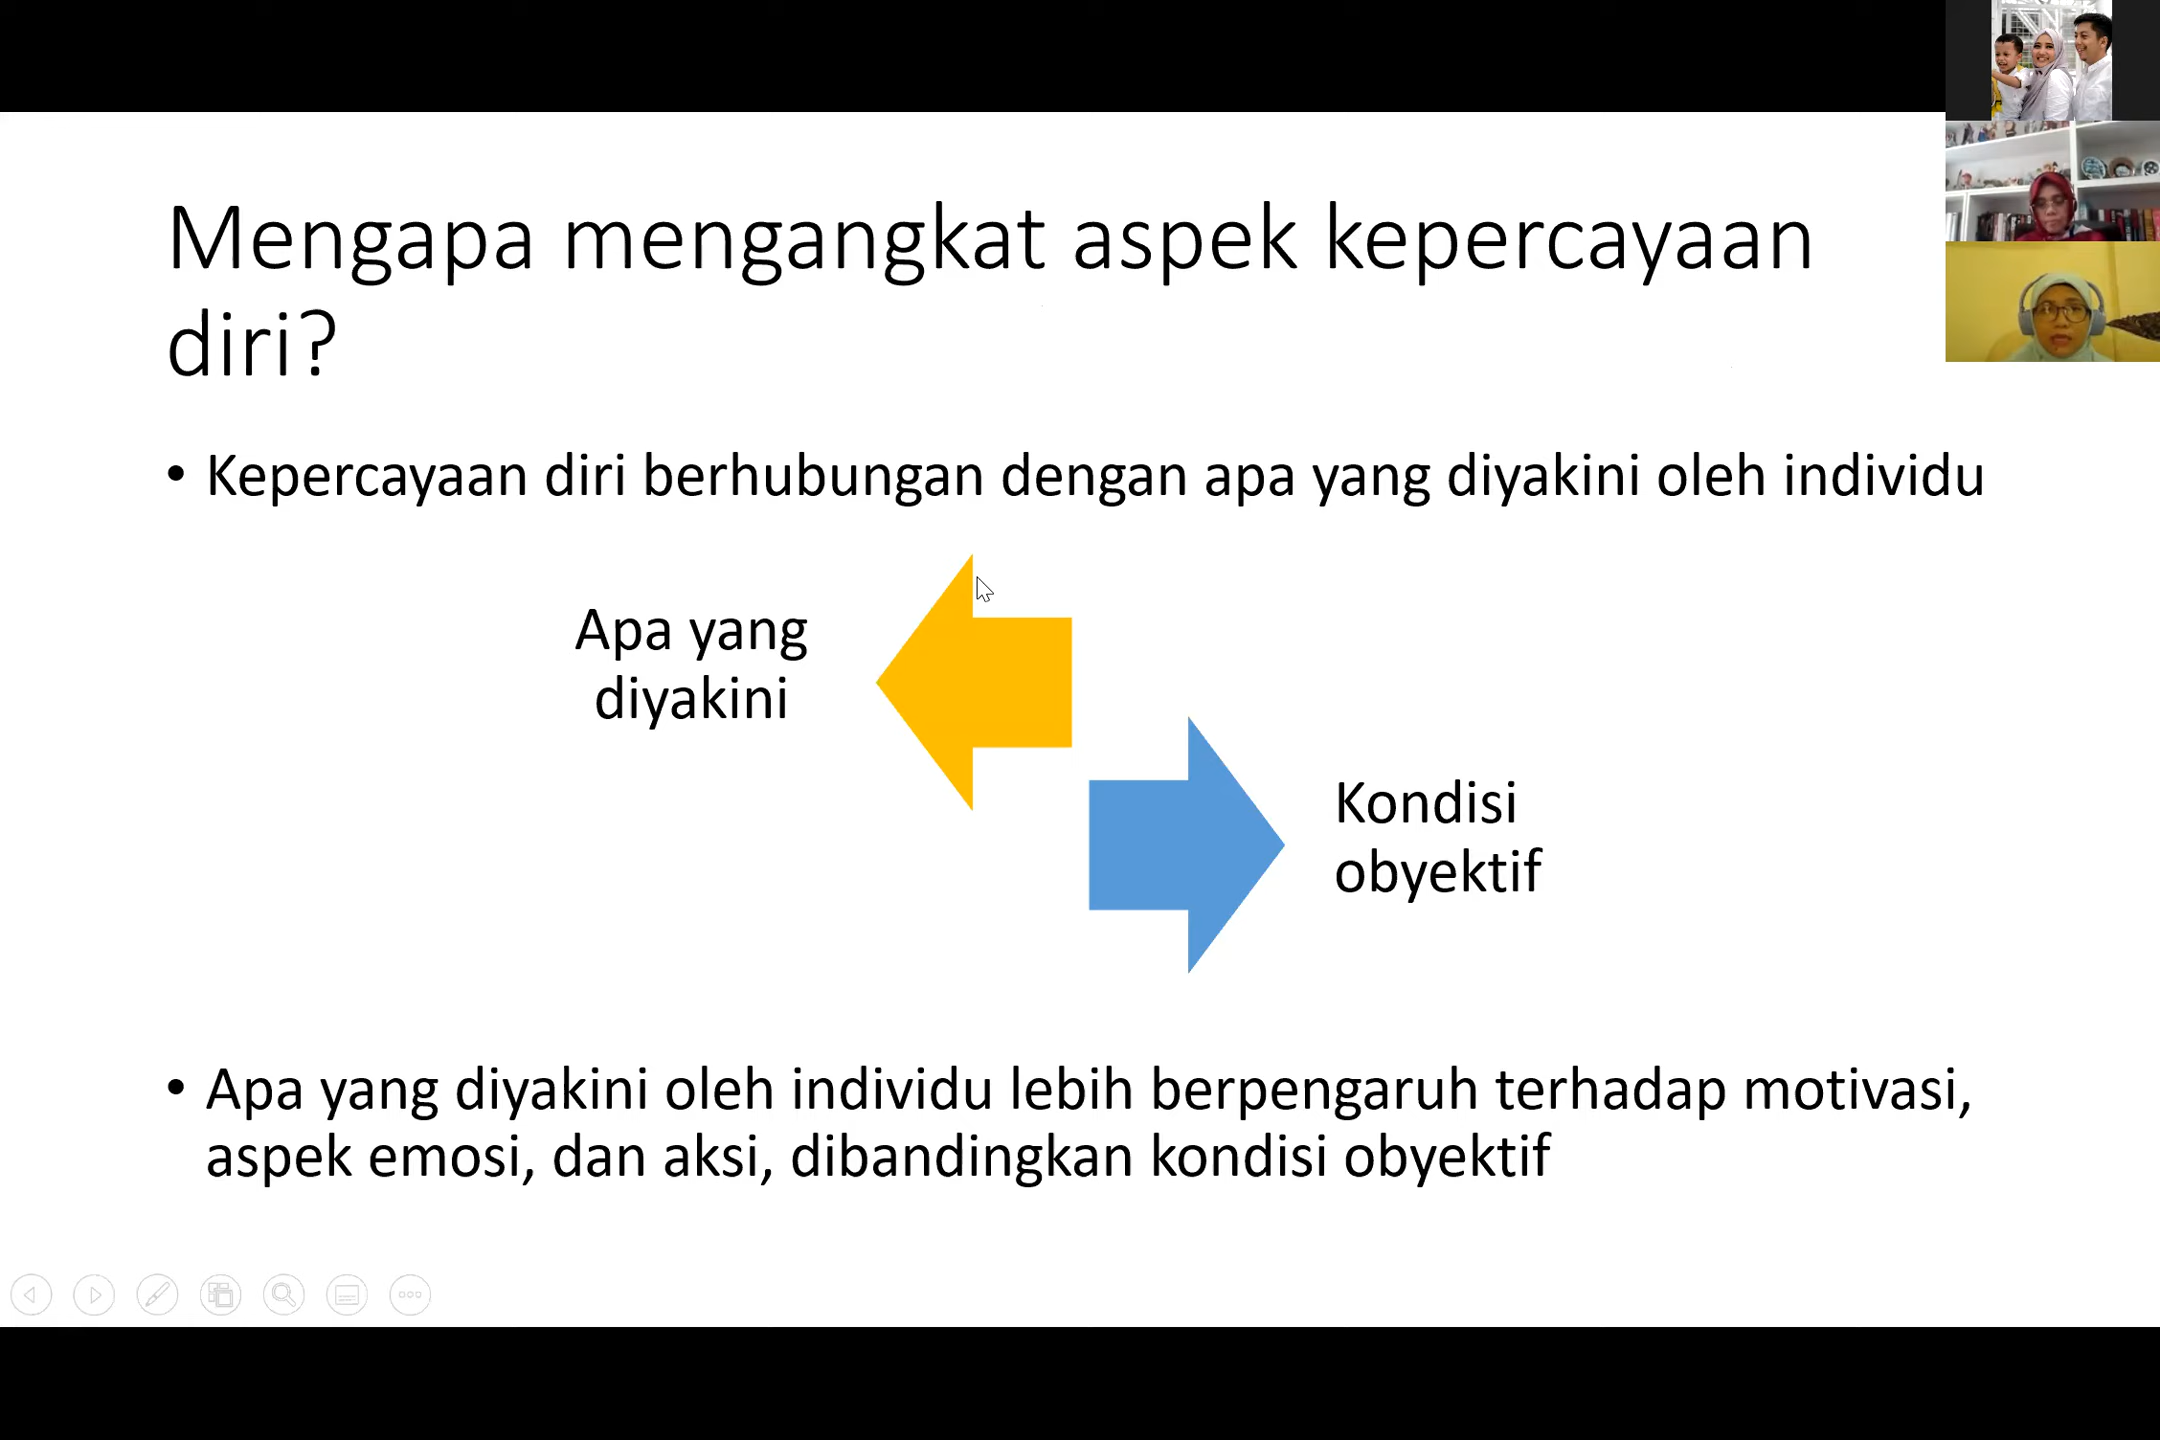 Mengapa mengangkat aspek kepercayaan
diri?
• Kepercayaan diri berhubungan dengan apa yang diyakini oleh individu
Apa yang
diyakini
Kondisi
obyektif
• Apa yang diyakini oleh individu lebih berpengaruh terhadap motivasi,
aspek emosi, dan aksi, dibandingkan kondisi obyektif